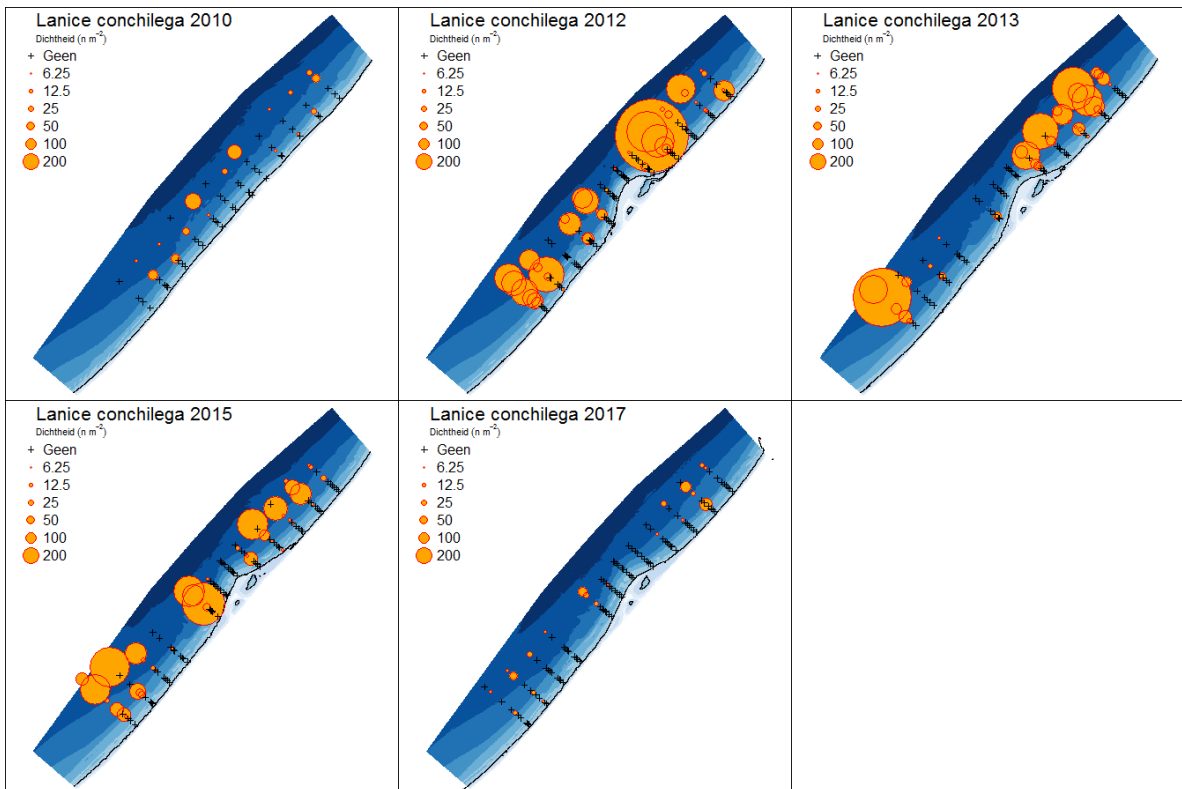 Lanice conchilega 2010
Dichtheid (n m⁻²)
Geen
6.25
12.5
25
50
100
200
Lanice conchilega 2012
Dichtheid (n m⁻²)
Geen
6.25
12.5
25
50
100
200
Lanice conchilega 2013
Dichtheid (n m⁻²)
Geen
6.25
12.5
25
50
100
200
Lanice conchilega 2015
Dichtheid (n m⁻²)
Geen
6.25
12.5
25
50
100
200
Lanice conchilega 2017
Dichtheid (n m⁻²)
Geen
6.25
12.5
25
50
100
200